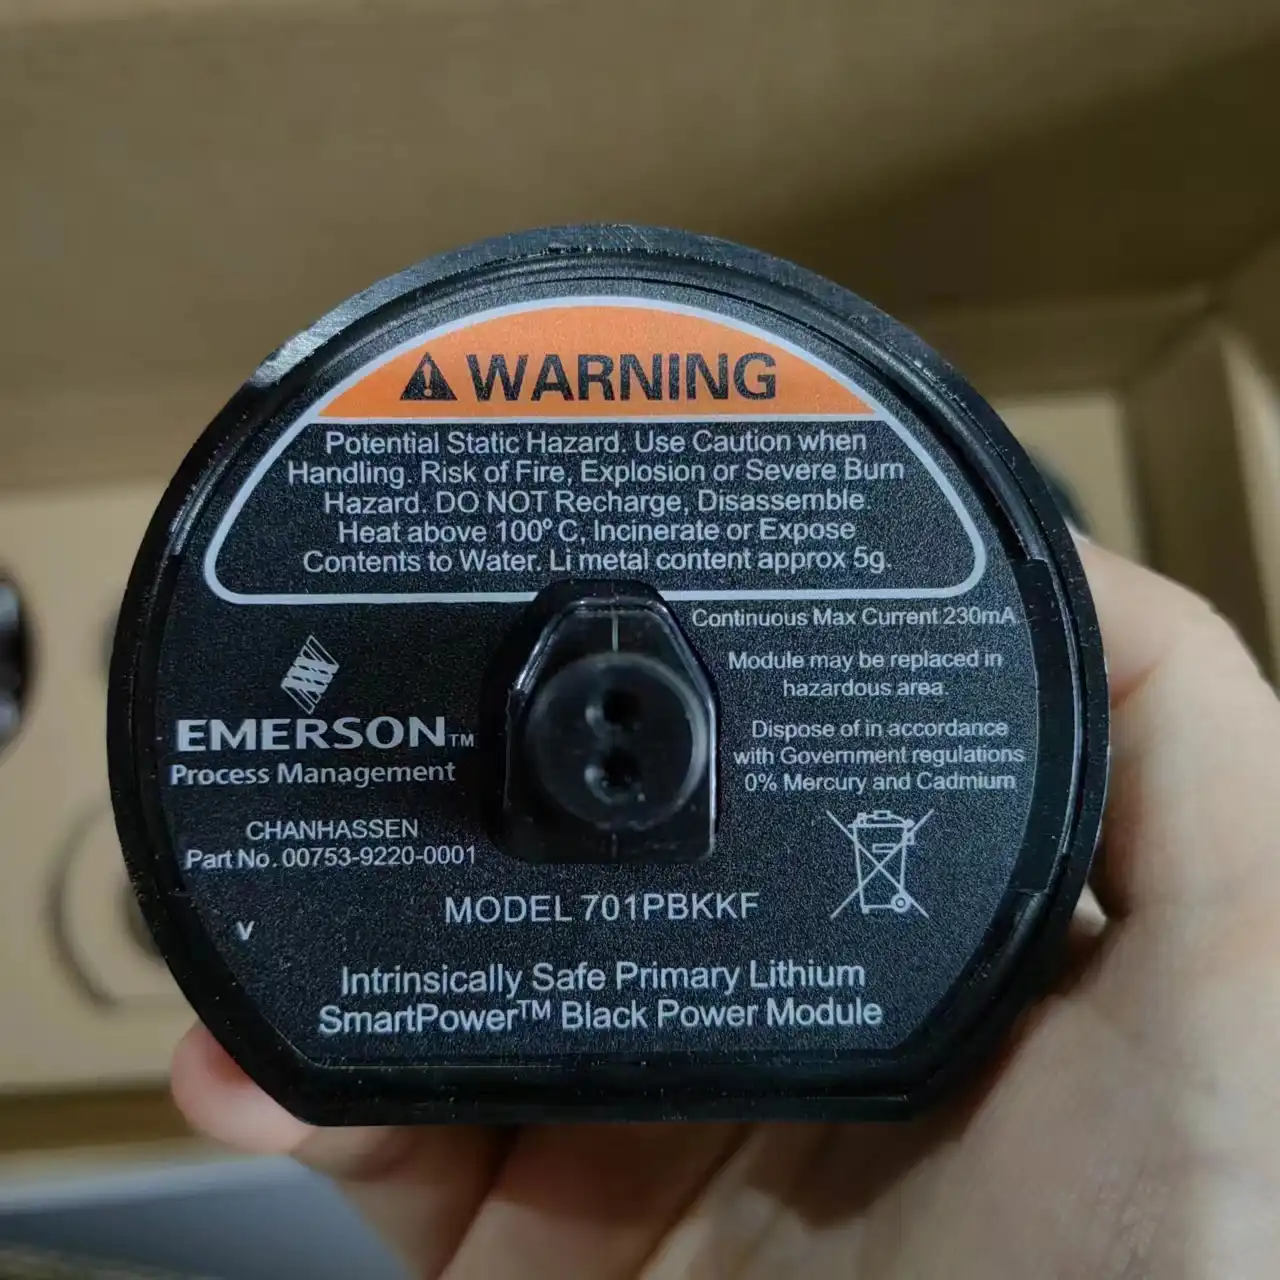 WARNING
Potential Static Hazard. Use Caution when
Handling. Risk of Fire, Explosion or Severe Burn
Hazard. DO NOT Recharge, Disassemble.
Heat above 100º C, Incinerate or Expose
Contents to Water. Li metal content approx 5g.
Continuous Max Current 230mA.
Module may be replaced in
hazardous area.
Dispose of in accordance
with Government regulations
0% Mercury and Cadmium
EMERSON™
Process Management
CHANHASSEN
Part No. 00753-9220-0001
MODEL 701PBKKF
V
Intrinsically Safe Primary Lithium
SmartPower™ Black Power Module